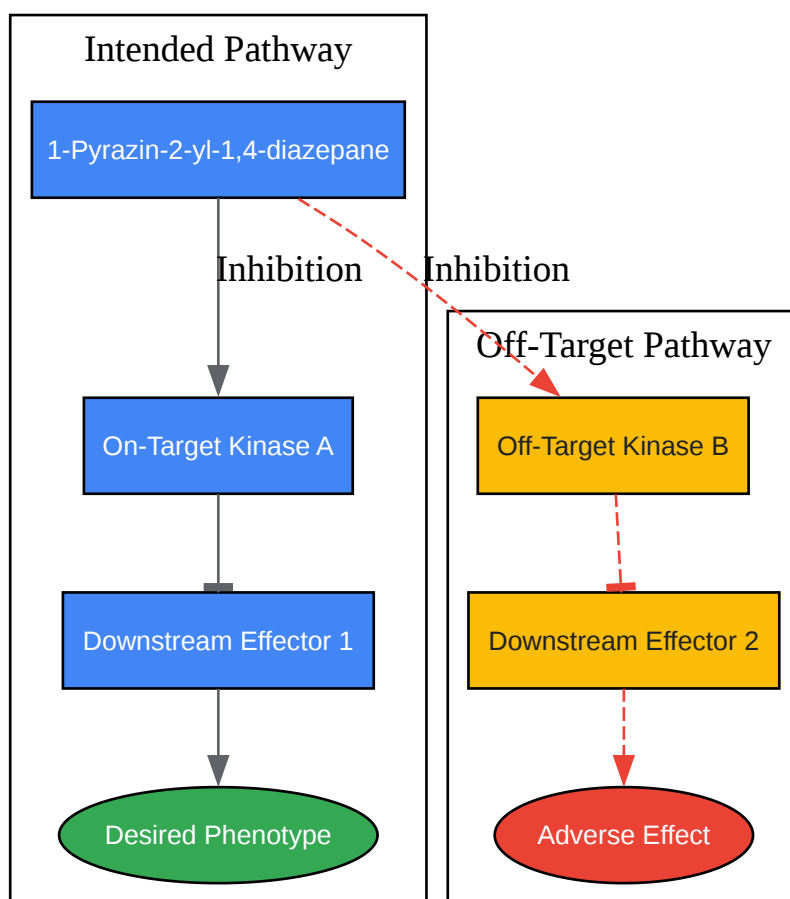 Intended Pathway
1-Pyrazin-2-yl-1,4-diazepane
Inhibition
Inhibition
Off-Target Pathway
On-Target Kinase A
Off-Target Kinase B
Downstream Effector 1
Downstream Effector 2
Desired Phenotype
Adverse Effect